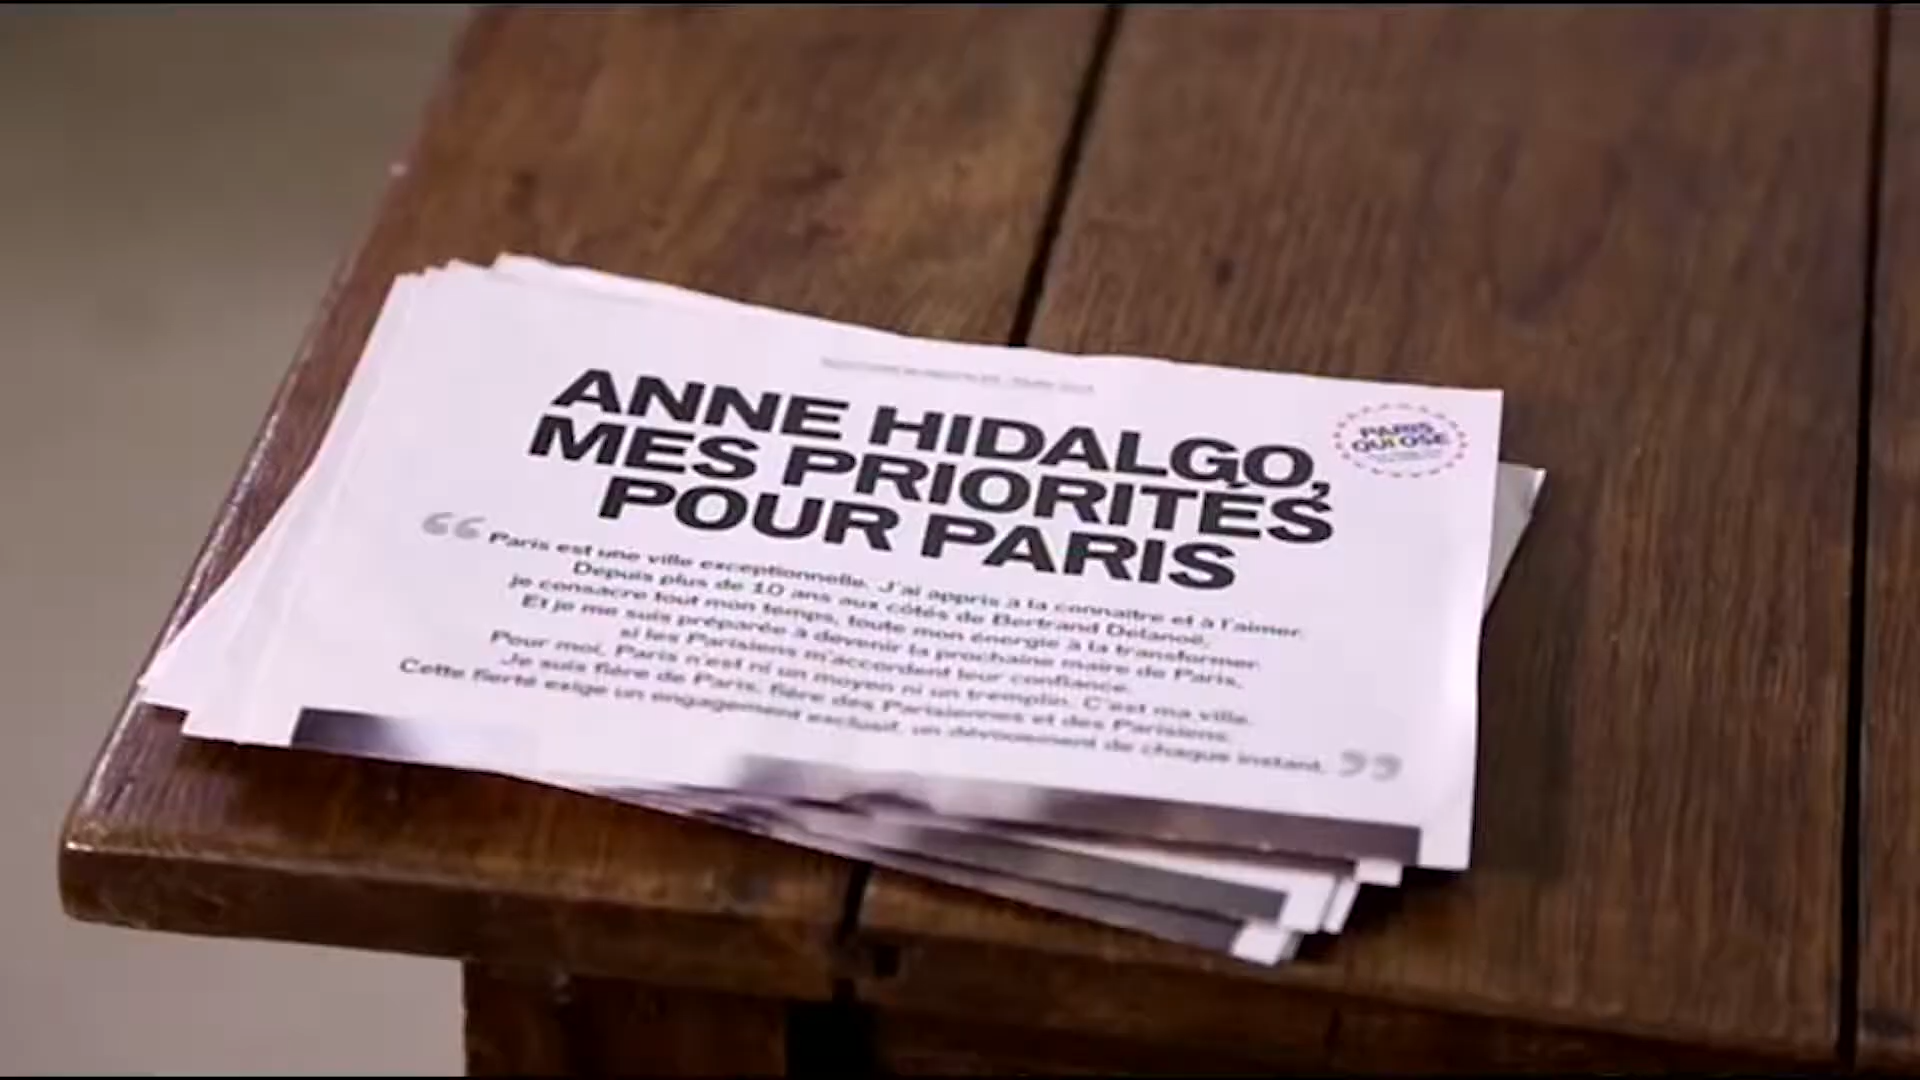 ANNE HIDALGO,
MES PRIORITÉS
POUR PARIS
PARIS
QUI OSE
“ Paris est une ville exceptionnelle. J'ai appris à la connaître et à l'aimer.
Depuis plus de 10 ans aux côtés de Bertrand Delanoë,
je consacre tout mon temps, toute mon énergie à la transformer.
Et je me suis préparée à devenir la prochaine maire de Paris,
si les Parisiens m'accordent leur confiance.
Pour moi, Paris n'est ni un moyen ni un tremplin. C'est ma ville.
Je suis fière de Paris, fière des Parisiennes et des Parisiens.
Cette fierté exige un engagement exclusif, un dévouement de chaque instant. ”